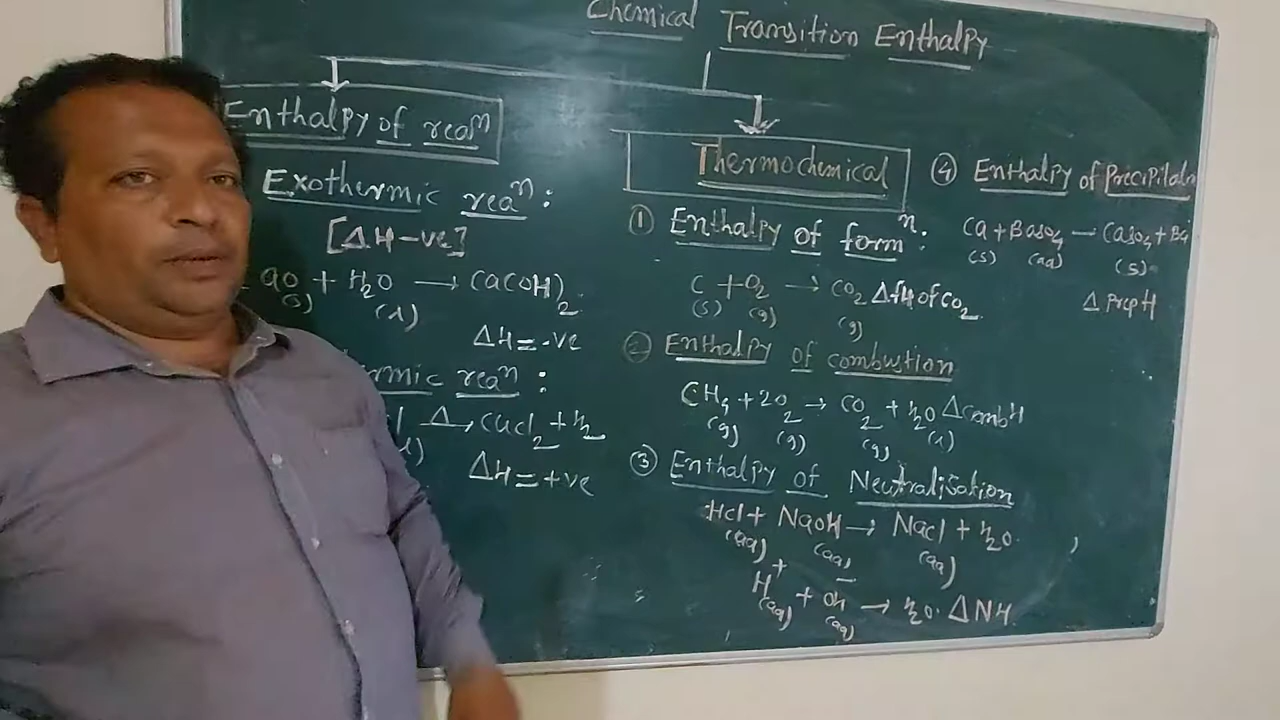 Chemical Transition Enthalpy
Enthalpy of reaⁿ
Exothermic reaⁿ:
[ΔH-ve]
aO + H2O → Ca(OH)2
(s) (l)
ΔH=-ve
rmic reaⁿ:
Δ → CuCl2 + H2
ΔH=+ve
Thermochemical
① Enthalpy of formⁿ:
C + O2 → CO2 ΔfH of CO2
(s) (g) (g)
② Enthalpy of combustion
CH4 + 2O2 → CO2 + H2O ΔcombH
(g) (g) (g) (l)
③ Enthalpy of Neutralisation
HCl + NaOH → NaCl + H2O
(aq) (aq) (aq)
H+ + OH- → H2O. ΔNH.
(aq) (aq)
④ Enthalpy of
Ca + BaSO4 → CaSO4 + Ba
(s) (aq) (s)
Δ PrepH